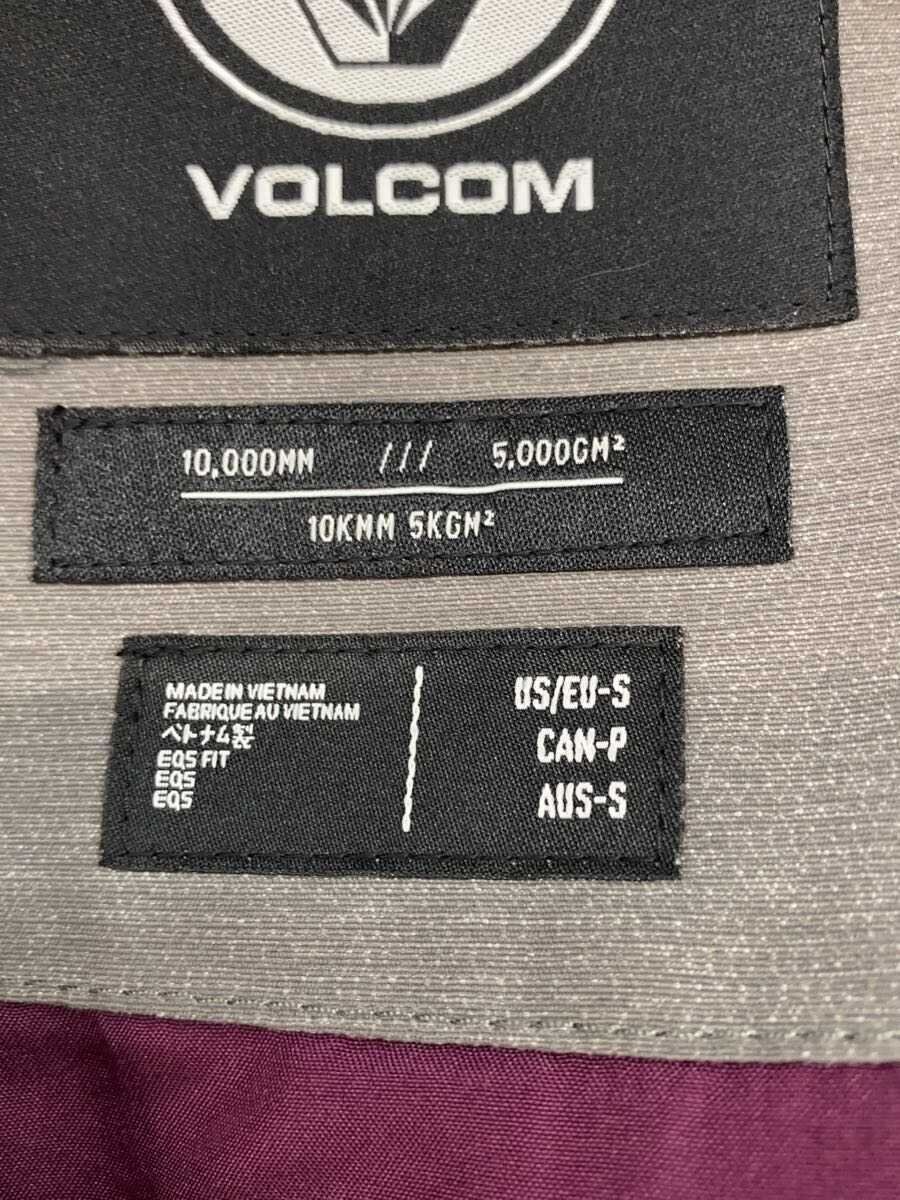 VOLCOM
10,000MM /// 5,000GM²
10KMM 5KGM²
MADE IN VIETNAM
FABRIQUE AU VIETNAM
ベトナム製
EQS FIT
EQS
EQS
US/EU-S
CAN-P
AUS-S